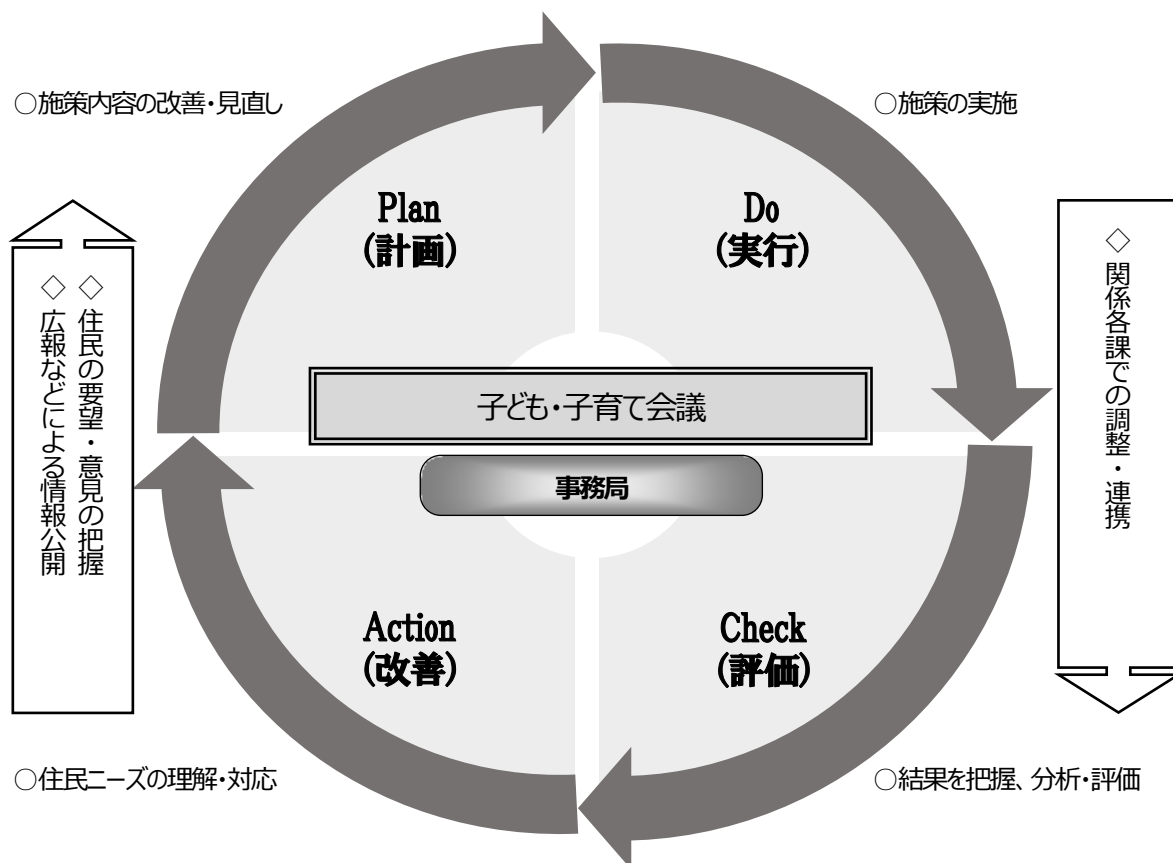 ○施策内容の改善・見直し
○施策の実施
Plan
(計画)
Do
(実行)
◇住民の要望・意見の把握
◇広報などによる情報公開
◇関係各課での調整・連携
子ども・子育て会議
事務局
Action
(改善)
Check
(評価)
○住民ニーズの理解・対応
○結果を把握、分析・評価